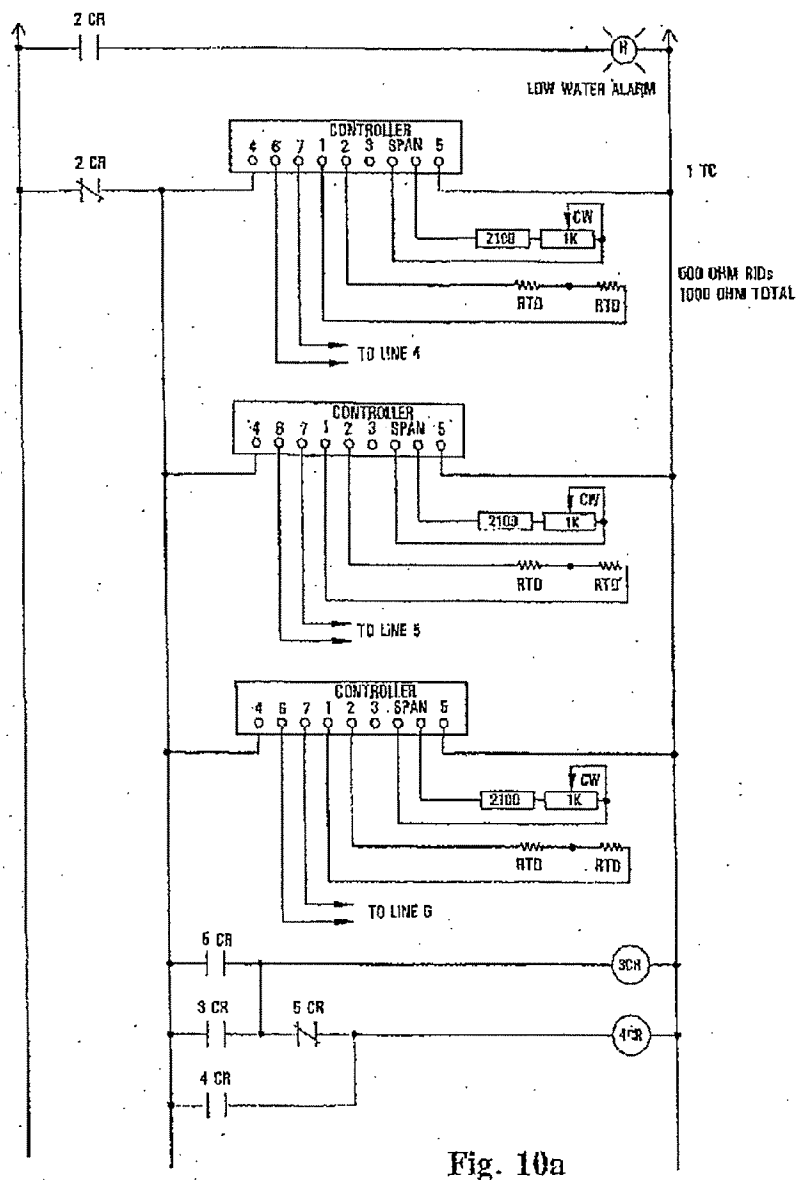 2 CR
R
LOW WATER ALARM
CONTROLLER
4 6 7 1 2 3 SPAN 5
2 CR
1 TC
CW
2100 1K
600 OHM RIDs
1000 OHM TOTAL
RTD RTD
TO LINE 4
CONTROLLER
4 6 7 1 2 3 SPAN 5
CW
2100 1K
RTD RTD
TO LINE 5
CONTROLLER
4 6 7 1 2 3 SPAN 5
CW
2100 1K
RTD RTD
TO LINE 6
5 CR
3CR
3 CR 5 CR
4CR
4 CR
Fig. 10a